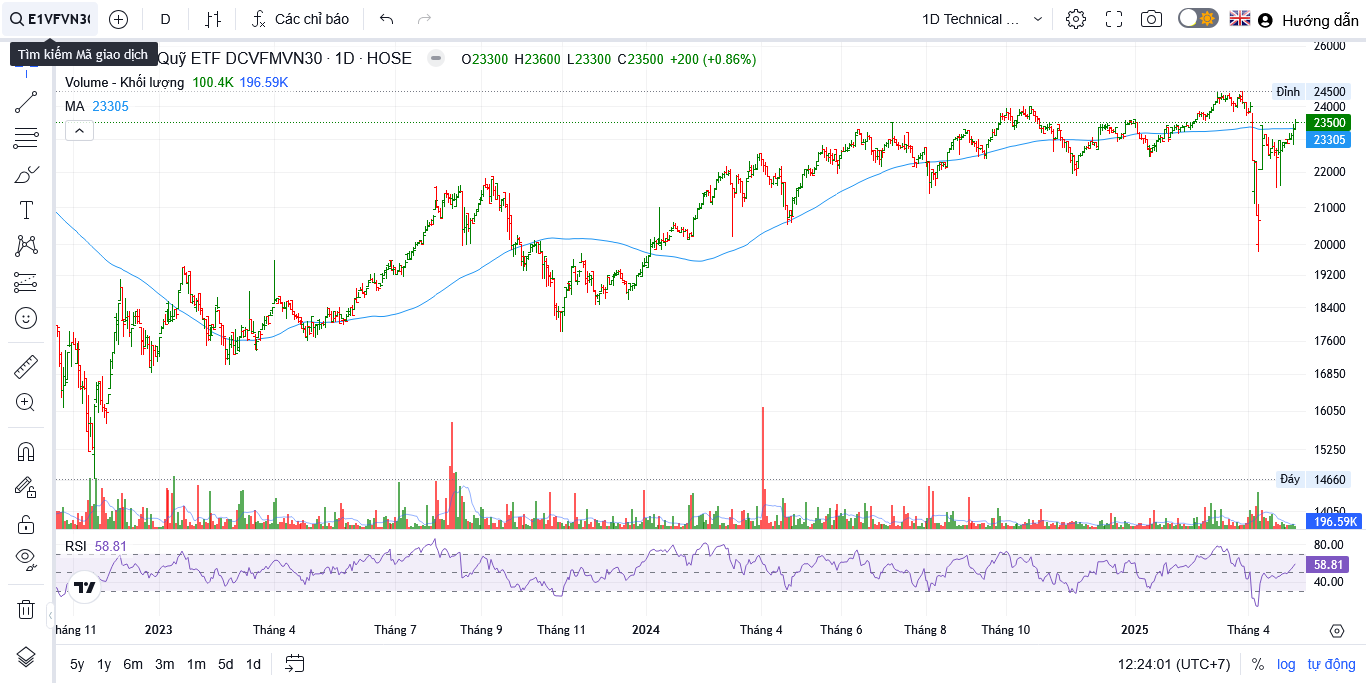 E1VFVN30
D
Các chỉ báo
1D Technical ...
Hướng dẫn
Tìm kiếm Mã giao dịch
Quỹ ETF DCVFMVN30 · 1D · HOSE
O23300 H23600 L23300 C23500 +200 (+0.86%)
Volume - Khối lượng 100.4K 196.59K
MA 23305
26000
Đỉnh 24500
24000
23500
23305
22000
21000
20000
19200
18400
17600
16850
16050
15250
Đáy 14660
14050
196.59K
RSI 58.81
80.00
58.81
40.00
háng 11 2023 Tháng 4 Tháng 7 Tháng 9 Tháng 11 2024 Tháng 4 Tháng 6 Tháng 8 Tháng 10 2025 Tháng 4
5y 1y 6m 3m 1m 5d 1d
12:24:01 (UTC+7) % log tự động